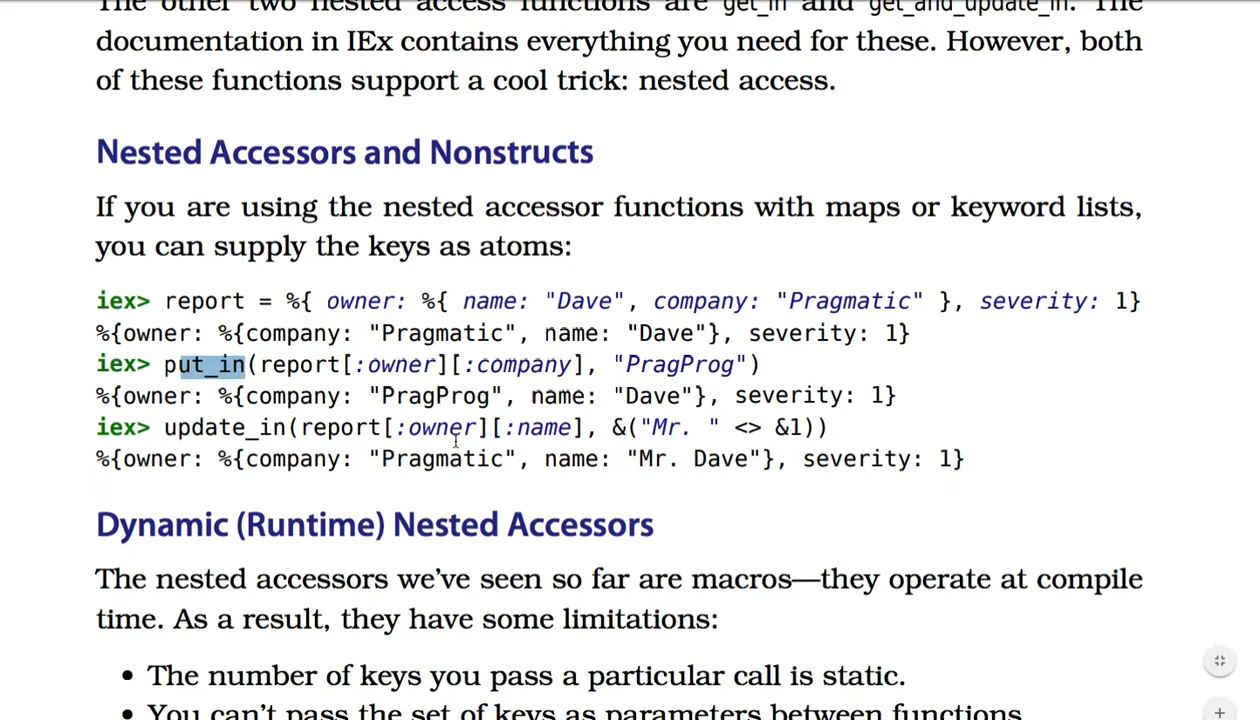 The other two nested access functions are get_in and get_and_update_in. The
documentation in IEx contains everything you need for these. However, both
of these functions support a cool trick: nested access.
Nested Accessors and Nonstructs
If you are using the nested accessor functions with maps or keyword lists,
you can supply the keys as atoms:
iex> report = %{ owner: %{ name: "Dave", company: "Pragmatic" }, severity: 1}
%{owner: %{company: "Pragmatic", name: "Dave"}, severity: 1}
iex> put_in(report[:owner][:company], "PragProg")
%{owner: %{company: "PragProg", name: "Dave"}, severity: 1}
iex> update_in(report[:owner][:name], &("Mr. " <> &1))
%{owner: %{company: "Pragmatic", name: "Mr. Dave"}, severity: 1}
Dynamic (Runtime) Nested Accessors
The nested accessors we've seen so far are macros—they operate at compile
time. As a result, they have some limitations:
• The number of keys you pass a particular call is static.
• You can't pass the set of keys as parameters between functions.